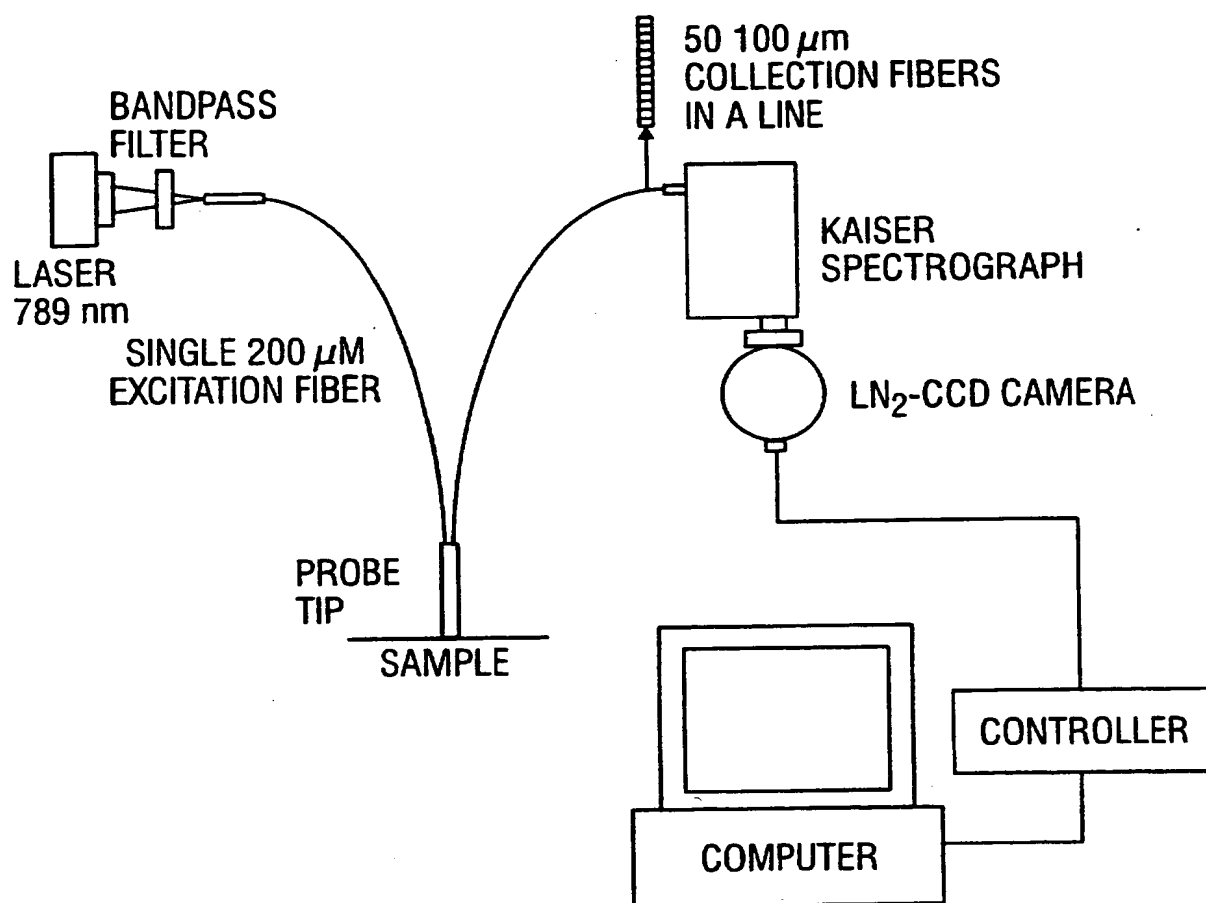 50 100 μm
COLLECTION FIBERS
IN A LINE
BANDPASS
FILTER
LASER
789 nm
KAISER
SPECTROGRAPH
SINGLE 200 μM
EXCITATION FIBER
LN₂-CCD CAMERA
PROBE
TIP
SAMPLE
CONTROLLER
COMPUTER